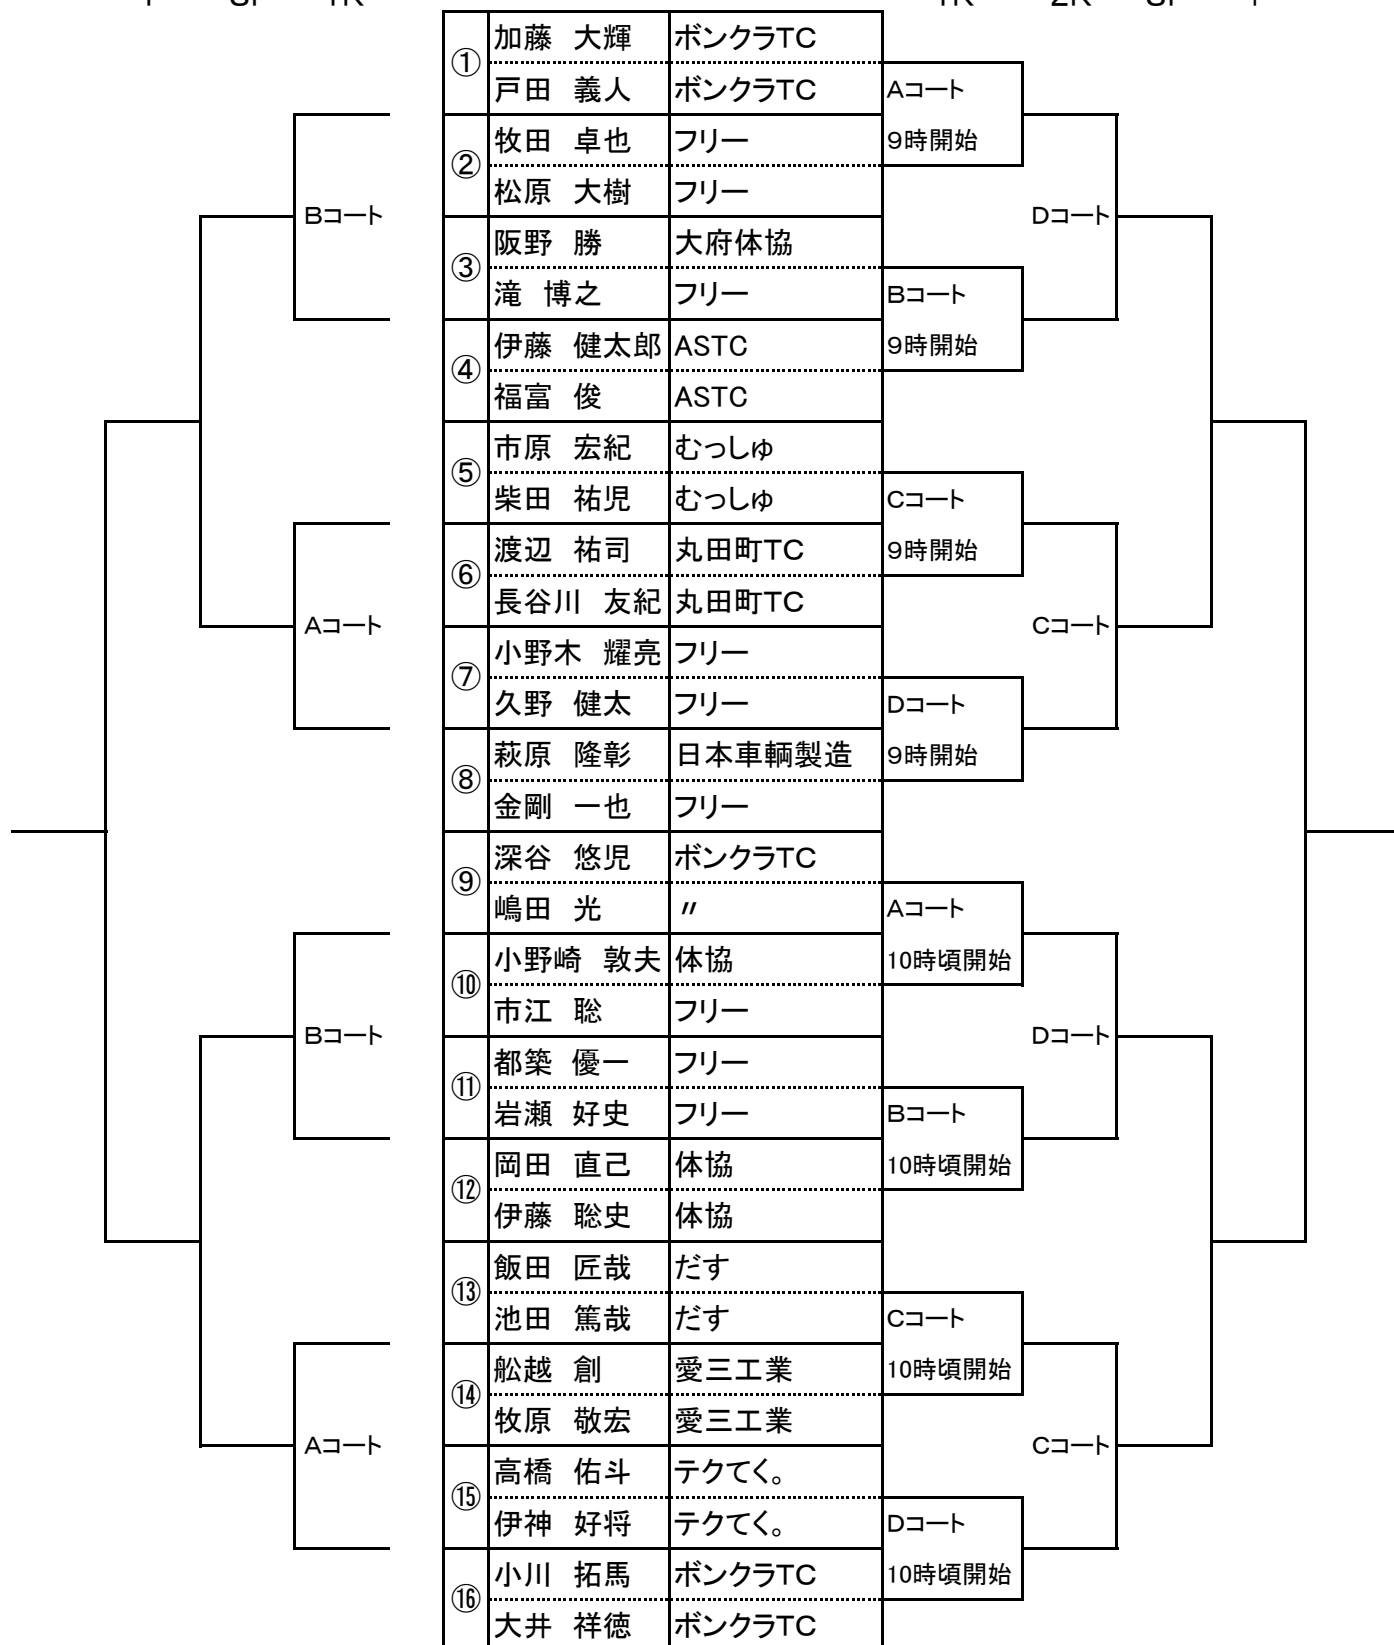 ① 加藤 大輝 ボンクラTC
戸田 義人 ボンクラTC Aコート
② 牧田 卓也 フリー 9時開始
松原 大樹 フリー
Bコート Dコート
③ 阪野 勝 大府体協
滝 博之 フリー Bコート
④ 伊藤 健太郎 ASTC 9時開始
福富 俊 ASTC
⑤ 市原 宏紀 むっしゅ
柴田 祐児 むっしゅ Cコート
⑥ 渡辺 祐司 丸田町TC 9時開始
長谷川 友紀 丸田町TC
Aコート Cコート
⑦ 小野木 耀亮 フリー
久野 健太 フリー Dコート
⑧ 萩原 隆彰 日本車輌製造 9時開始
金剛 一也 フリー
⑨ 深谷 悠児 ボンクラTC
嶋田 光 〃 Aコート
⑩ 小野崎 敦夫 体協 10時頃開始
市江 聡 フリー
Bコート Dコート
⑪ 都築 優一 フリー
岩瀬 好史 フリー Bコート
⑫ 岡田 直己 体協 10時頃開始
伊藤 聡史 体協
⑬ 飯田 匠哉 だす
池田 篤哉 だす Cコート
⑭ 舩越 創 愛三工業 10時頃開始
牧原 敬宏 愛三工業
Aコート Cコート
⑮ 高橋 佑斗 テクてく。
伊神 好将 テクてく。 Dコート
⑯ 小川 拓馬 ボンクラTC 10時頃開始
大井 祥徳 ボンクラTC